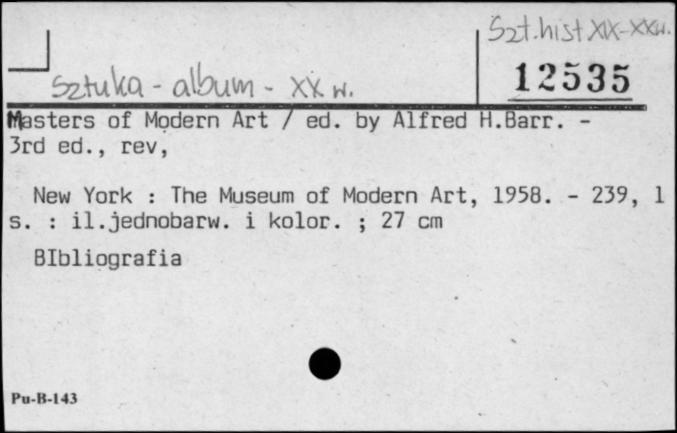 Szt.hist XIX-XXw.
Sztuka - album - XX w.
12535
Masters of Modern Art / ed. by Alfred H.Barr. -
3rd ed., rev,
New York : The Museum of Modern Art, 1958. - 239, 1
s. : il.jednobarw. i kolor. ; 27 cm
BIbliografia
Pu-B-143